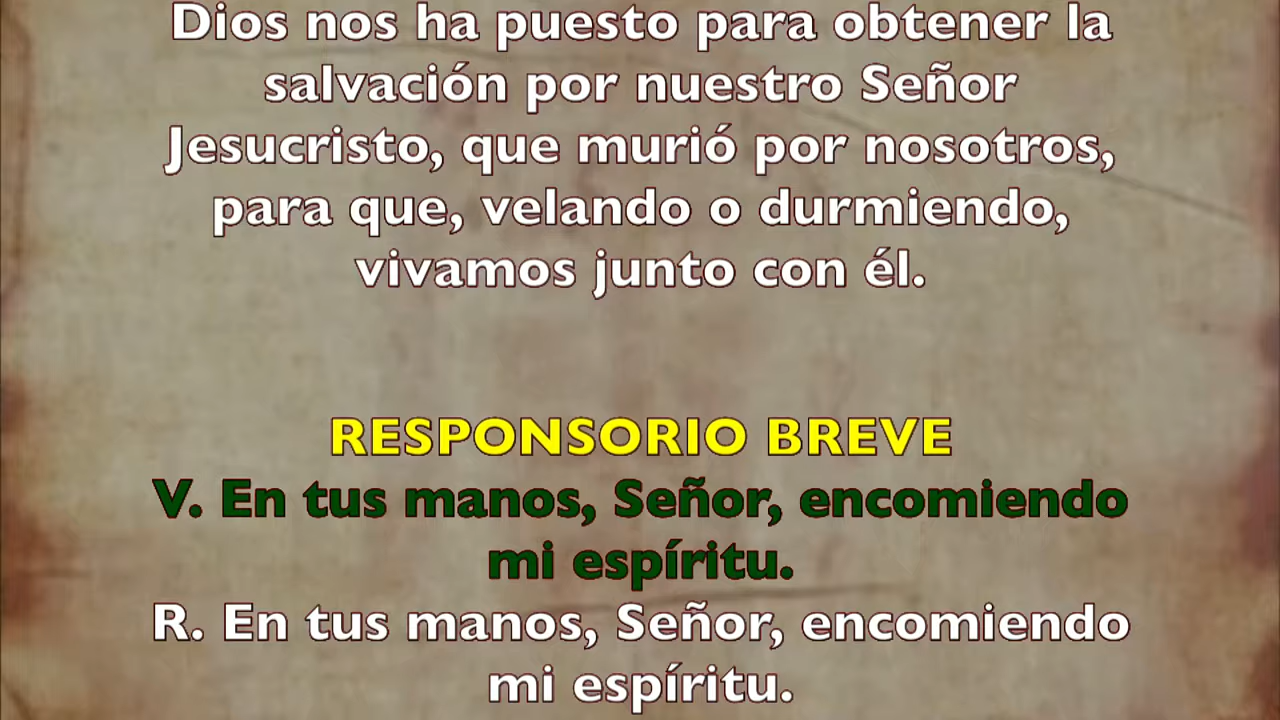 Dios nos ha puesto para obtener la
salvación por nuestro Señor
Jesucristo, que murió por nosotros,
para que, velando o durmiendo,
vivamos junto con él.
RESPONSORIO BREVE
V. En tus manos, Señor, encomiendo
mi espíritu.
R. En tus manos, Señor, encomiendo
mi espíritu.